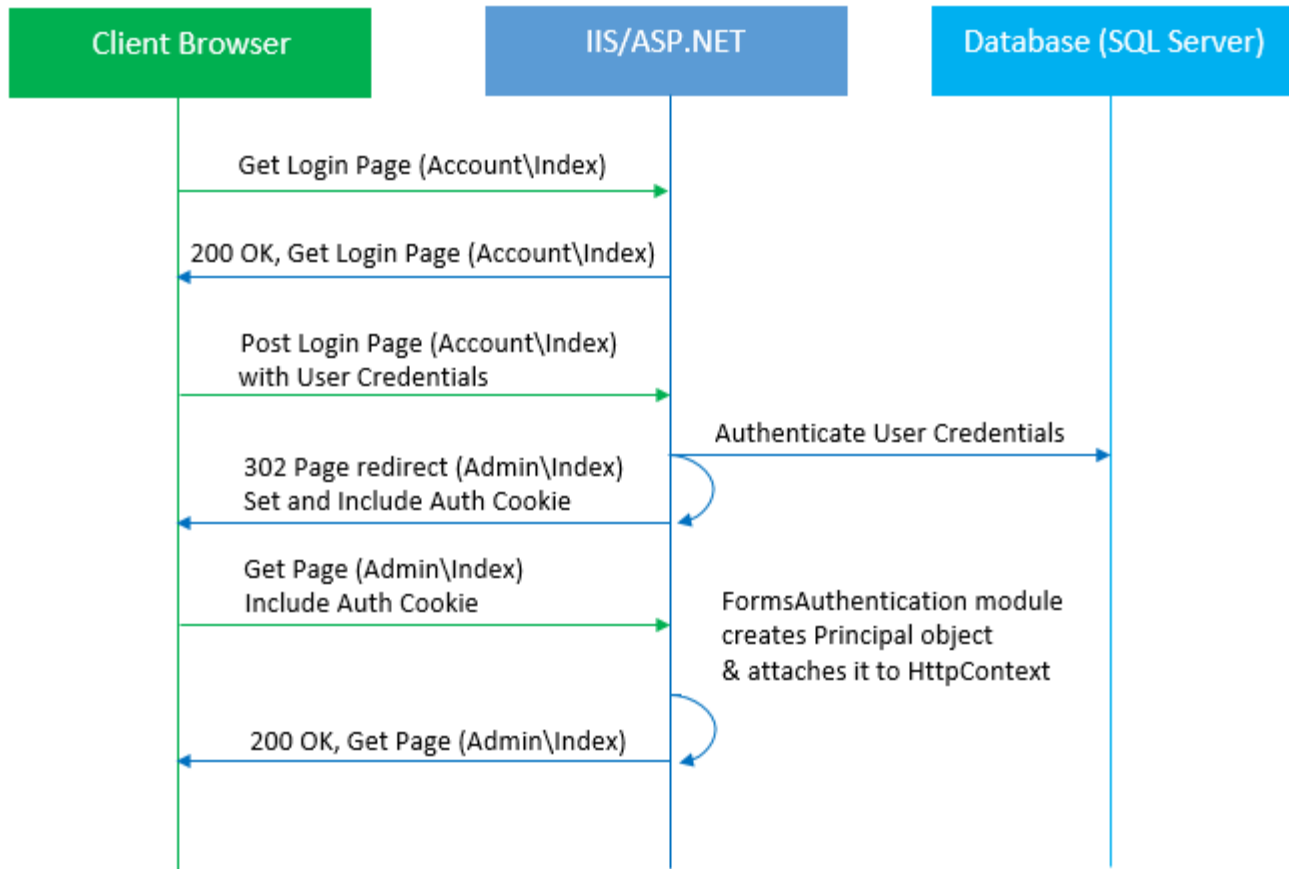 Client Browser
IIS/ASP.NET
Database (SQL Server)
Get Login Page (Account\Index)
200 OK, Get Login Page (Account\Index)
Post Login Page (Account\Index)
with User Credentials
Authenticate User Credentials
302 Page redirect (Admin\Index)
Set and Include Auth Cookie
Get Page (Admin\Index)
Include Auth Cookie
FormsAuthentication module
creates Principal object
& attaches it to HttpContext
200 OK, Get Page (Admin\Index)